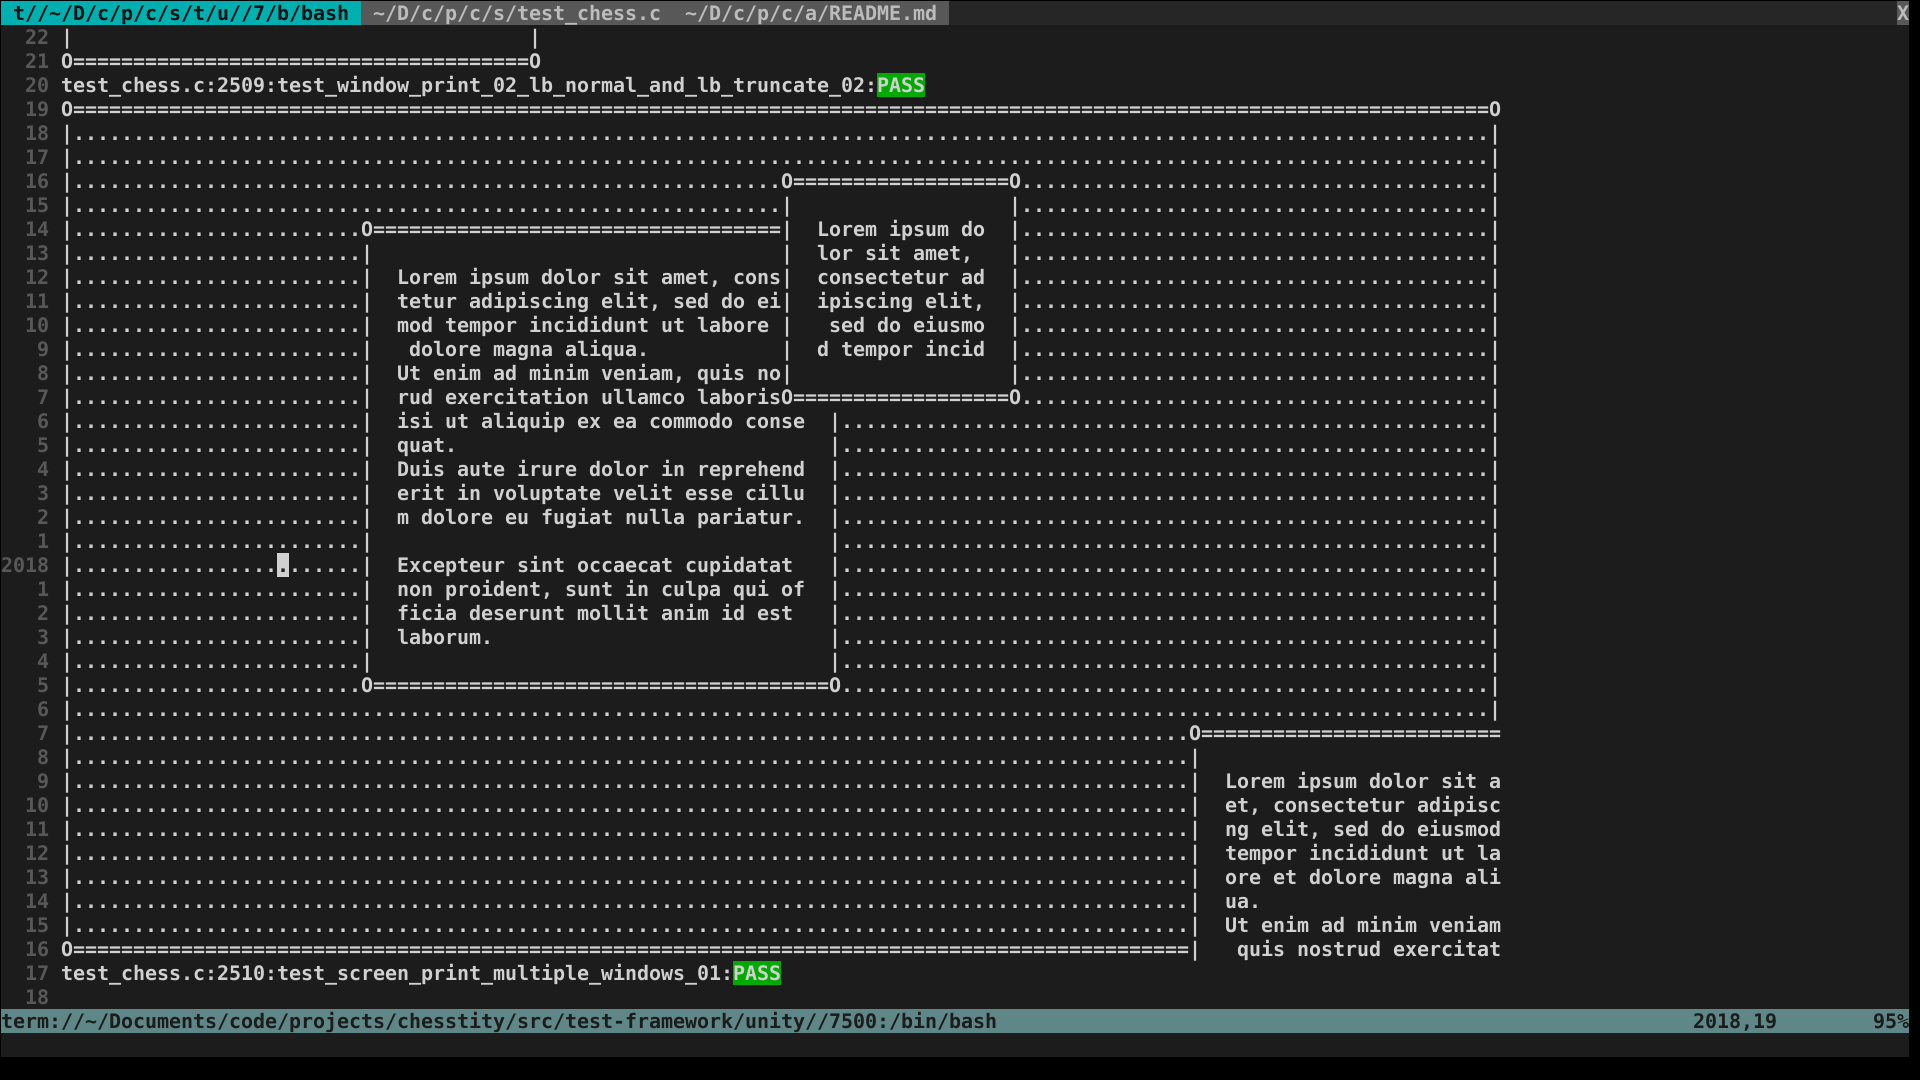 t//~/D/c/p/c/s/t/u//7/b/bash  ~/D/c/p/c/s/test_chess.c  ~/D/c/p/c/a/README.md X
22 |                                      |
21 O======================================O
20 test_chess.c:2509:test_window_print_02_lb_normal_and_lb_truncate_02:PASS
19 O======================================================================================================================O
18 |......................................................................................................................|
17 |......................................................................................................................|
16 |...........................................................O==================O.......................................|
15 |...........................................................|                  |.......................................|
14 |........................O==================================|  Lorem ipsum do  |.......................................|
13 |........................|                                  |  lor sit amet,   |.......................................|
12 |........................|  Lorem ipsum dolor sit amet, cons|  consectetur ad  |.......................................|
11 |........................|  tetur adipiscing elit, sed do ei|  ipiscing elit,  |.......................................|
10 |........................|  mod tempor incididunt ut labore |   sed do eiusmo  |.......................................|
9 |........................|   dolore magna aliqua.           |  d tempor incid  |.......................................|
8 |........................|  Ut enim ad minim veniam, quis no|                  |.......................................|
7 |........................|  rud exercitation ullamco laborisO==================O.......................................|
6 |........................|  isi ut aliquip ex ea commodo conse  |......................................................|
5 |........................|  quat.                               |......................................................|
4 |........................|  Duis aute irure dolor in reprehend  |......................................................|
3 |........................|  erit in voluptate velit esse cillu  |......................................................|
2 |........................|  m dolore eu fugiat nulla pariatur.  |......................................................|
1 |........................|                                      |......................................................|
2018 |........................|  Excepteur sint occaecat cupidatat   |......................................................|
1 |........................|  non proident, sunt in culpa qui of  |......................................................|
2 |........................|  ficia deserunt mollit anim id est   |......................................................|
3 |........................|  laborum.                            |......................................................|
4 |........................|                                      |......................................................|
5 |........................O======================================O......................................................|
6 |......................................................................................................................|
7 |.............................................................................................O=========================
8 |.............................................................................................|
9 |.............................................................................................|  Lorem ipsum dolor sit a
10 |.............................................................................................|  et, consectetur adipisc
11 |.............................................................................................|  ng elit, sed do eiusmod
12 |.............................................................................................|  tempor incididunt ut la
13 |.............................................................................................|  ore et dolore magna ali
14 |.............................................................................................|  ua.
15 |.............................................................................................|  Ut enim ad minim veniam
16 O=============================================================================================|   quis nostrud exercitat
17 test_chess.c:2510:test_screen_print_multiple_windows_01:PASS
18
term://~/Documents/code/projects/chesstity/src/test-framework/unity//7500:/bin/bash 2018,19 95%